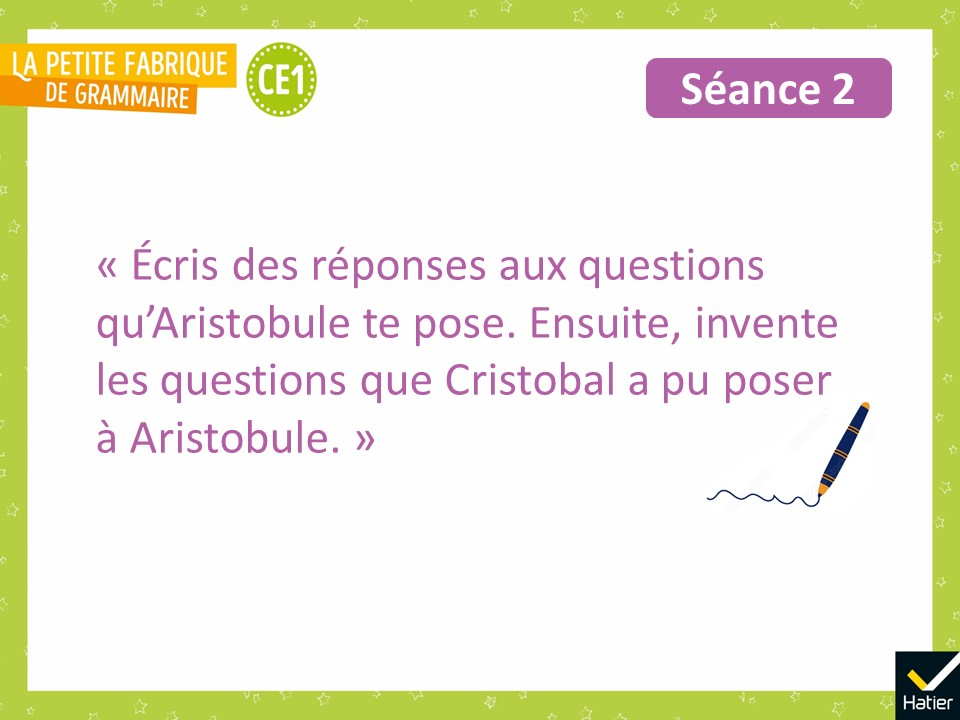 LA PETITE FABRIQUE
DE GRAMMAIRE
CE1
Séance 2
« Écris des réponses aux questions
qu’Aristobule te pose. Ensuite, invente
les questions que Cristobal a pu poser
à Aristobule. »
Hatier